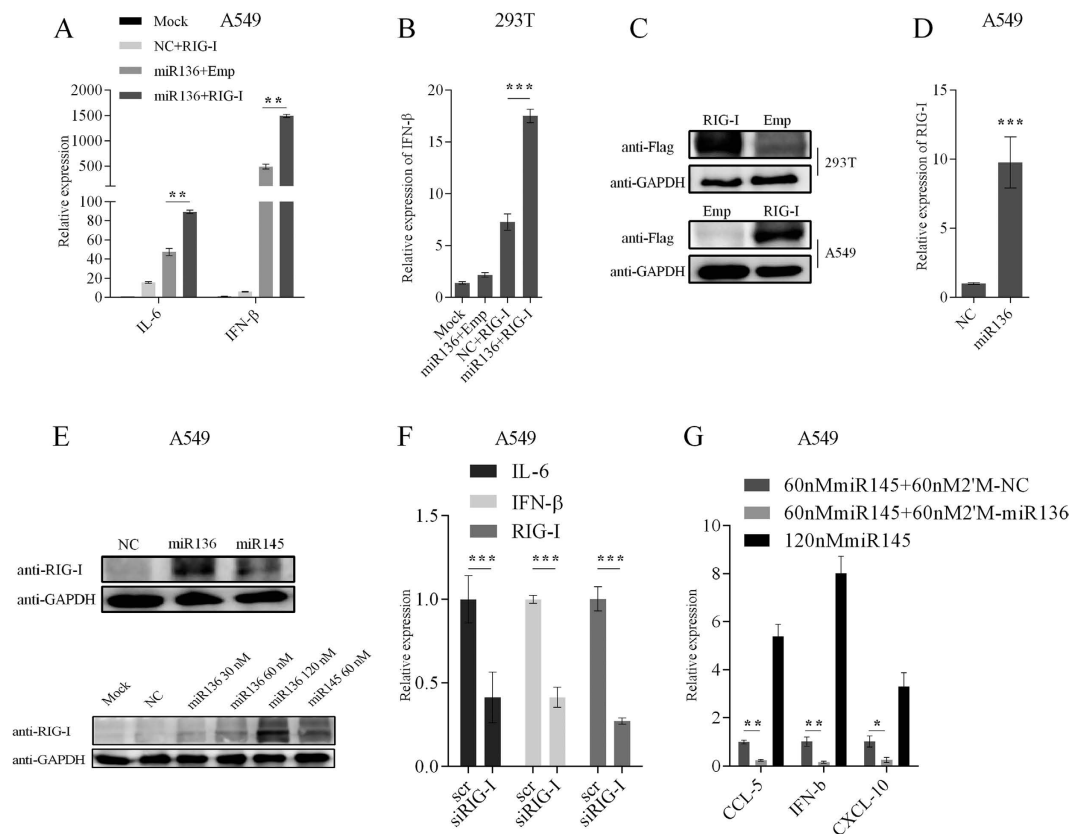 A
A549
Mock
NC+RIG-I
miR136+Emp
miR136+RIG-I
Relative expression
2000
1500
1000
500
100
80
60
40
20
0
**
**
IL-6
IFN-β
B
293T
Relative expression of IFN-β
20
15
10
5
0
***
Mock
miR136+Emp
NC+RIG-I
miR136+RIG-I
C
RIG-I Emp
anti-Flag
anti-GAPDH
293T
Emp RIG-I
anti-Flag
anti-GAPDH
A549
D
A549
Relative expression of RIG-I
15
10
5
0
***
NC
miR136
E
A549
NC miR136 miR145
anti-RIG-I
anti-GAPDH
Mock
NC
miR136 30 nM
miR136 60 nM
miR136 120 nM
miR145 60 nM
anti-RIG-I
anti-GAPDH
F
A549
IL-6
IFN-β
RIG-I
Relative expression
1.5
1.0
0.5
0.0
*** *** ***
scr
siRIG-I
scr
siRIG-I
scr
siRIG-I
G
A549
60nMmiR145+60nM2'M-NC
60nMmiR145+60nM2'M-miR136
120nMmiR145
Relative expression
10
8
6
4
2
0
** ** *
CCL-5
IFN-b
CXCL-10